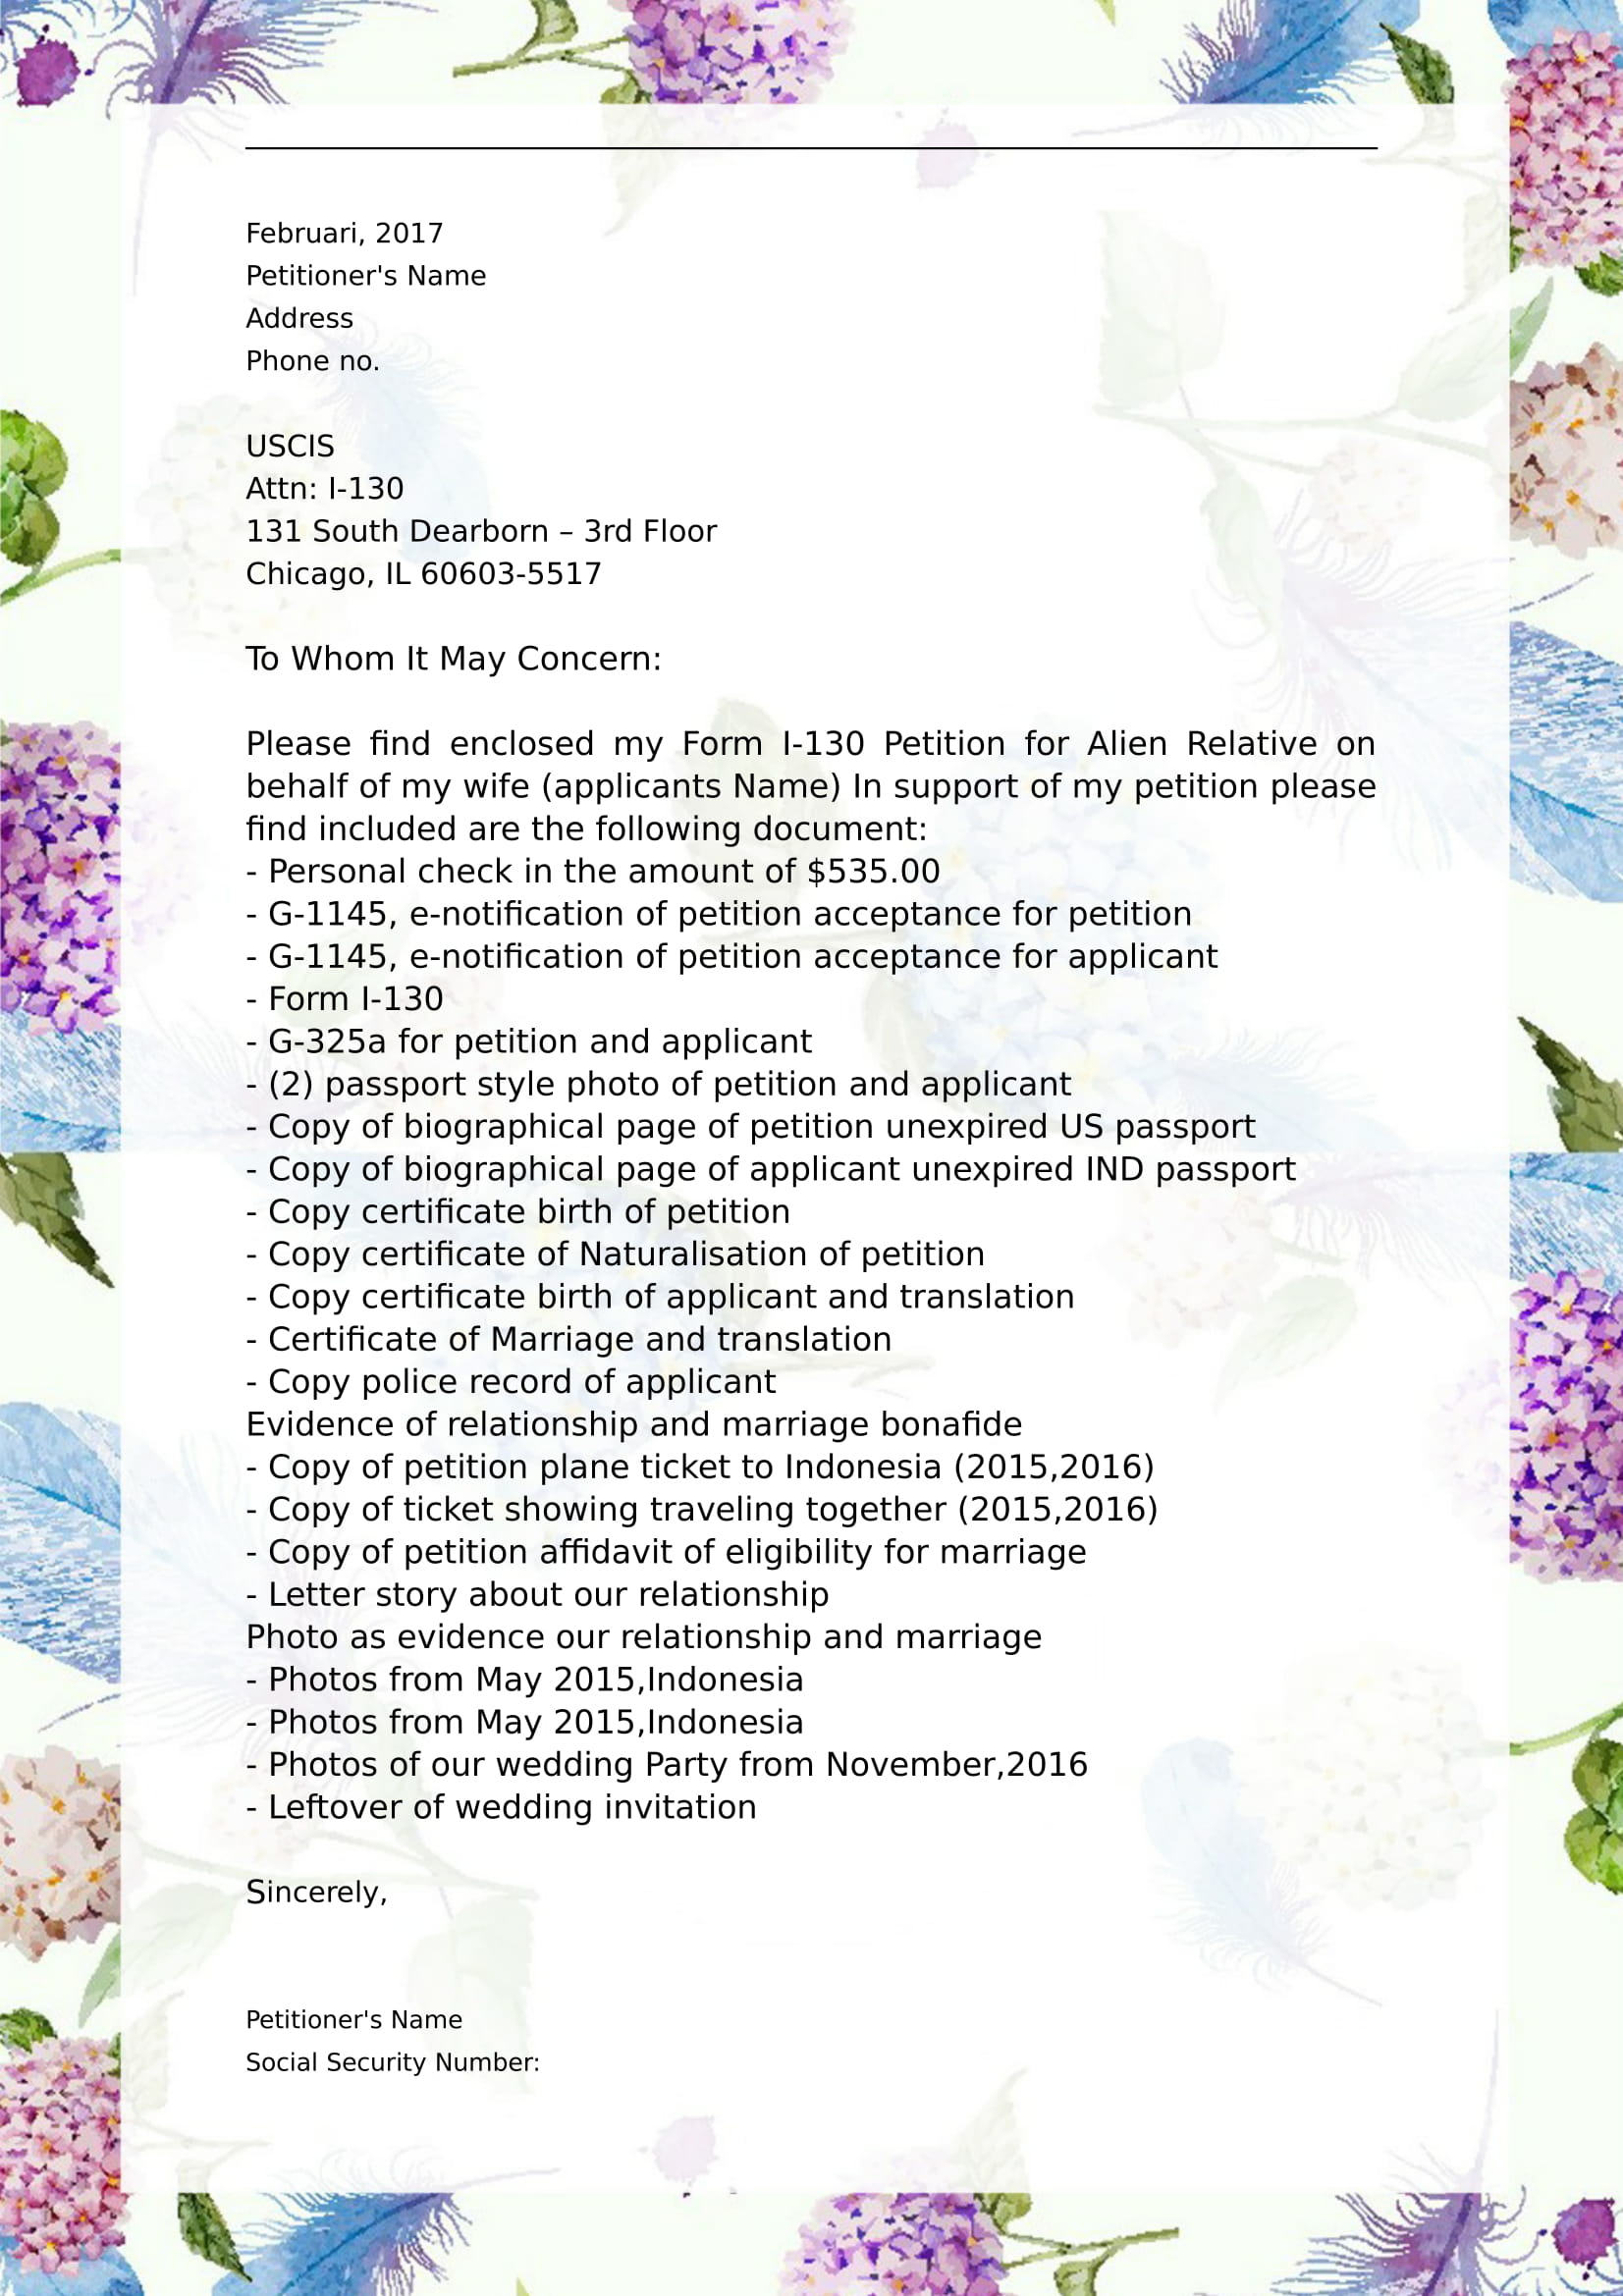 Februari, 2017
Petitioner's Name
Address
Phone no.
USCIS
Attn: I-130
131 South Dearborn – 3rd Floor
Chicago, IL 60603-5517
To Whom It May Concern:
Please find enclosed my Form I-130 Petition for Alien Relative on
behalf of my wife (applicants Name) In support of my petition please
find included are the following document:
- Personal check in the amount of $535.00
- G-1145, e-notification of petition acceptance for petition
- G-1145, e-notification of petition acceptance for applicant
- Form I-130
- G-325a for petition and applicant
- (2) passport style photo of petition and applicant
- Copy of biographical page of petition unexpired US passport
- Copy of biographical page of applicant unexpired IND passport
- Copy certificate birth of petition
- Copy certificate of Naturalisation of petition
- Copy certificate birth of applicant and translation
- Certificate of Marriage and translation
- Copy police record of applicant
Evidence of relationship and marriage bonafide
- Copy of petition plane ticket to Indonesia (2015,2016)
- Copy of ticket showing traveling together (2015,2016)
- Copy of petition affidavit of eligibility for marriage
- Letter story about our relationship
Photo as evidence our relationship and marriage
- Photos from May 2015,Indonesia
- Photos from May 2015,Indonesia
- Photos of our wedding Party from November,2016
- Leftover of wedding invitation
Sincerely,
Petitioner's Name
Social Security Number: